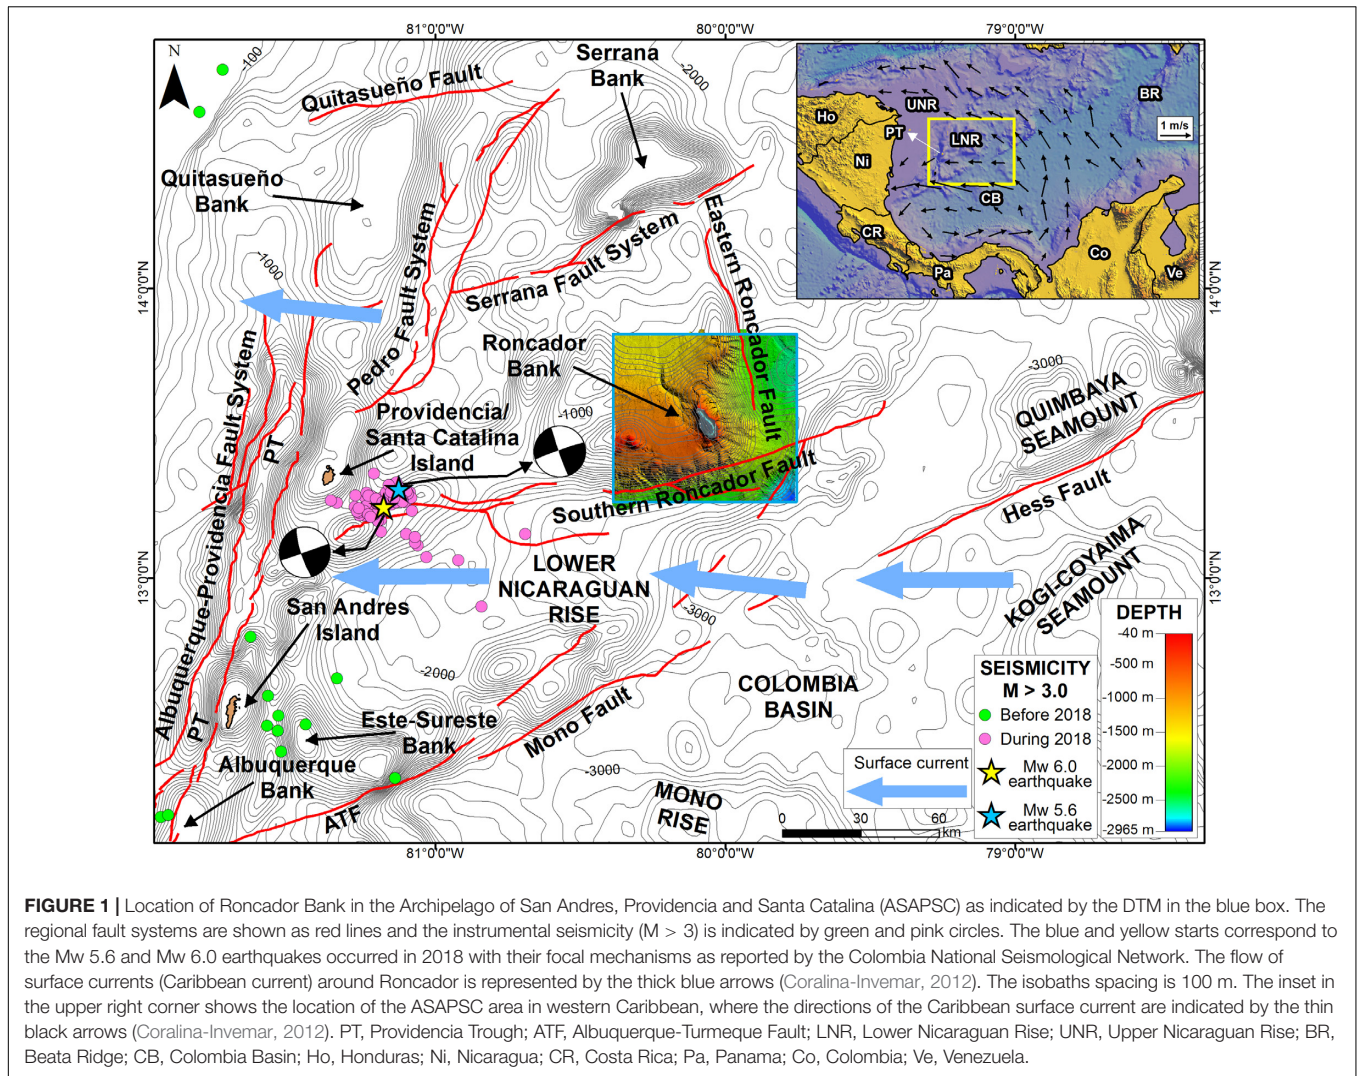 81°0'0"W
80°0'0"W
79°0'0"W
N
-100
Quitasueño Fault
Serrana
Bank
-2000
Quitasueño
Bank
-1000
Pedro Fault System
Serrana Fault System
Eastern Roncador Fault
14°0'0"N
14°0'0"N
UNR
BR
Ho
PT
LNR
1 m/s
Ni
CB
CR
Co
Pa
Ve
Roncador
Bank
-1000
-3000
QUIMBAYA
SEAMOUNT
Albuquerque-Providencia Fault System
PT
Providencia/
Santa Catalina
Island
Southern Roncador Fault
Hess Fault
13°0'0"N
13°0'0"N
LOWER
NICARAGUAN
RISE
KOGI-COYAIMA
SEAMOUNT
San Andres
Island
-3000
-2000
PT
COLOMBIA
BASIN
Este-Sureste
Bank
Mono Fault
Albuquerque
Bank
-3000
ATF
MONO
RISE
DEPTH
-40 m
-500 m
-1000 m
-1500 m
-2000 m
-2500 m
-2965 m
SEISMICITY
M > 3.0
Before 2018
During 2018
Mw 6.0
earthquake
Mw 5.6
earthquake
Surface current
0 30 60
km
81°0'0"W
80°0'0"W
79°0'0"W
FIGURE 1 | Location of Roncador Bank in the Archipelago of San Andres, Providencia and Santa Catalina (ASAPSC) as indicated by the DTM in the blue box. The
regional fault systems are shown as red lines and the instrumental seismicity (M > 3) is indicated by green and pink circles. The blue and yellow starts correspond to
the Mw 5.6 and Mw 6.0 earthquakes occurred in 2018 with their focal mechanisms as reported by the Colombia National Seismological Network. The flow of
surface currents (Caribbean current) around Roncador is represented by the thick blue arrows (Coralina-Invemar, 2012). The isobaths spacing is 100 m. The inset in
the upper right corner shows the location of the ASAPSC area in western Caribbean, where the directions of the Caribbean surface current are indicated by the thin
black arrows (Coralina-Invemar, 2012). PT, Providencia Trough; ATF, Albuquerque-Turmeque Fault; LNR, Lower Nicaraguan Rise; UNR, Upper Nicaraguan Rise; BR,
Beata Ridge; CB, Colombia Basin; Ho, Honduras; Ni, Nicaragua; CR, Costa Rica; Pa, Panama; Co, Colombia; Ve, Venezuela.